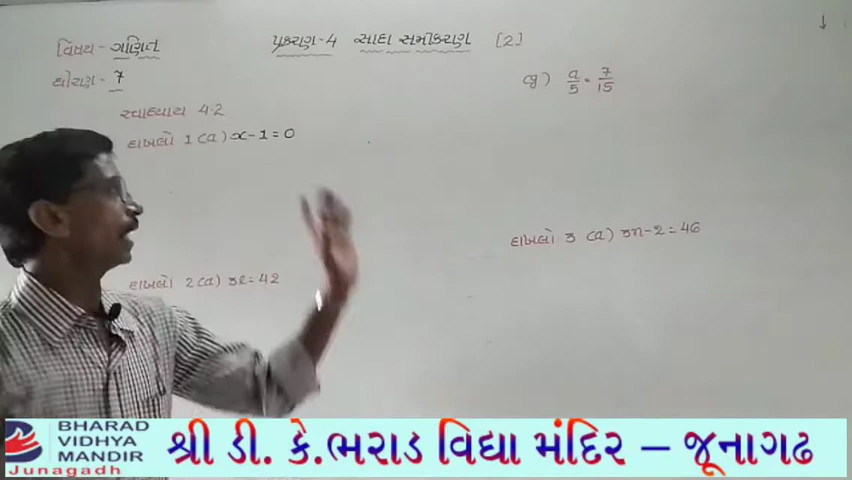 વિષય - ગણિત
પ્રકરણ-4 સાદા સમીકરણ [2]
ધોરણ - 7
સ્વાધ્યાય 4.2
દાખલો 1 (a) x-1=0
(g) a/5 = 7/15
દાખલો 2 (a) 3l=42
દાખલો 3 (a) 3n-2=46
BHARAD
VIDHYA
MANDIR
Junagadh
શ્રી ડી. કે.ભરાડ વિદ્યા મંદિર – જૂનાગઢ